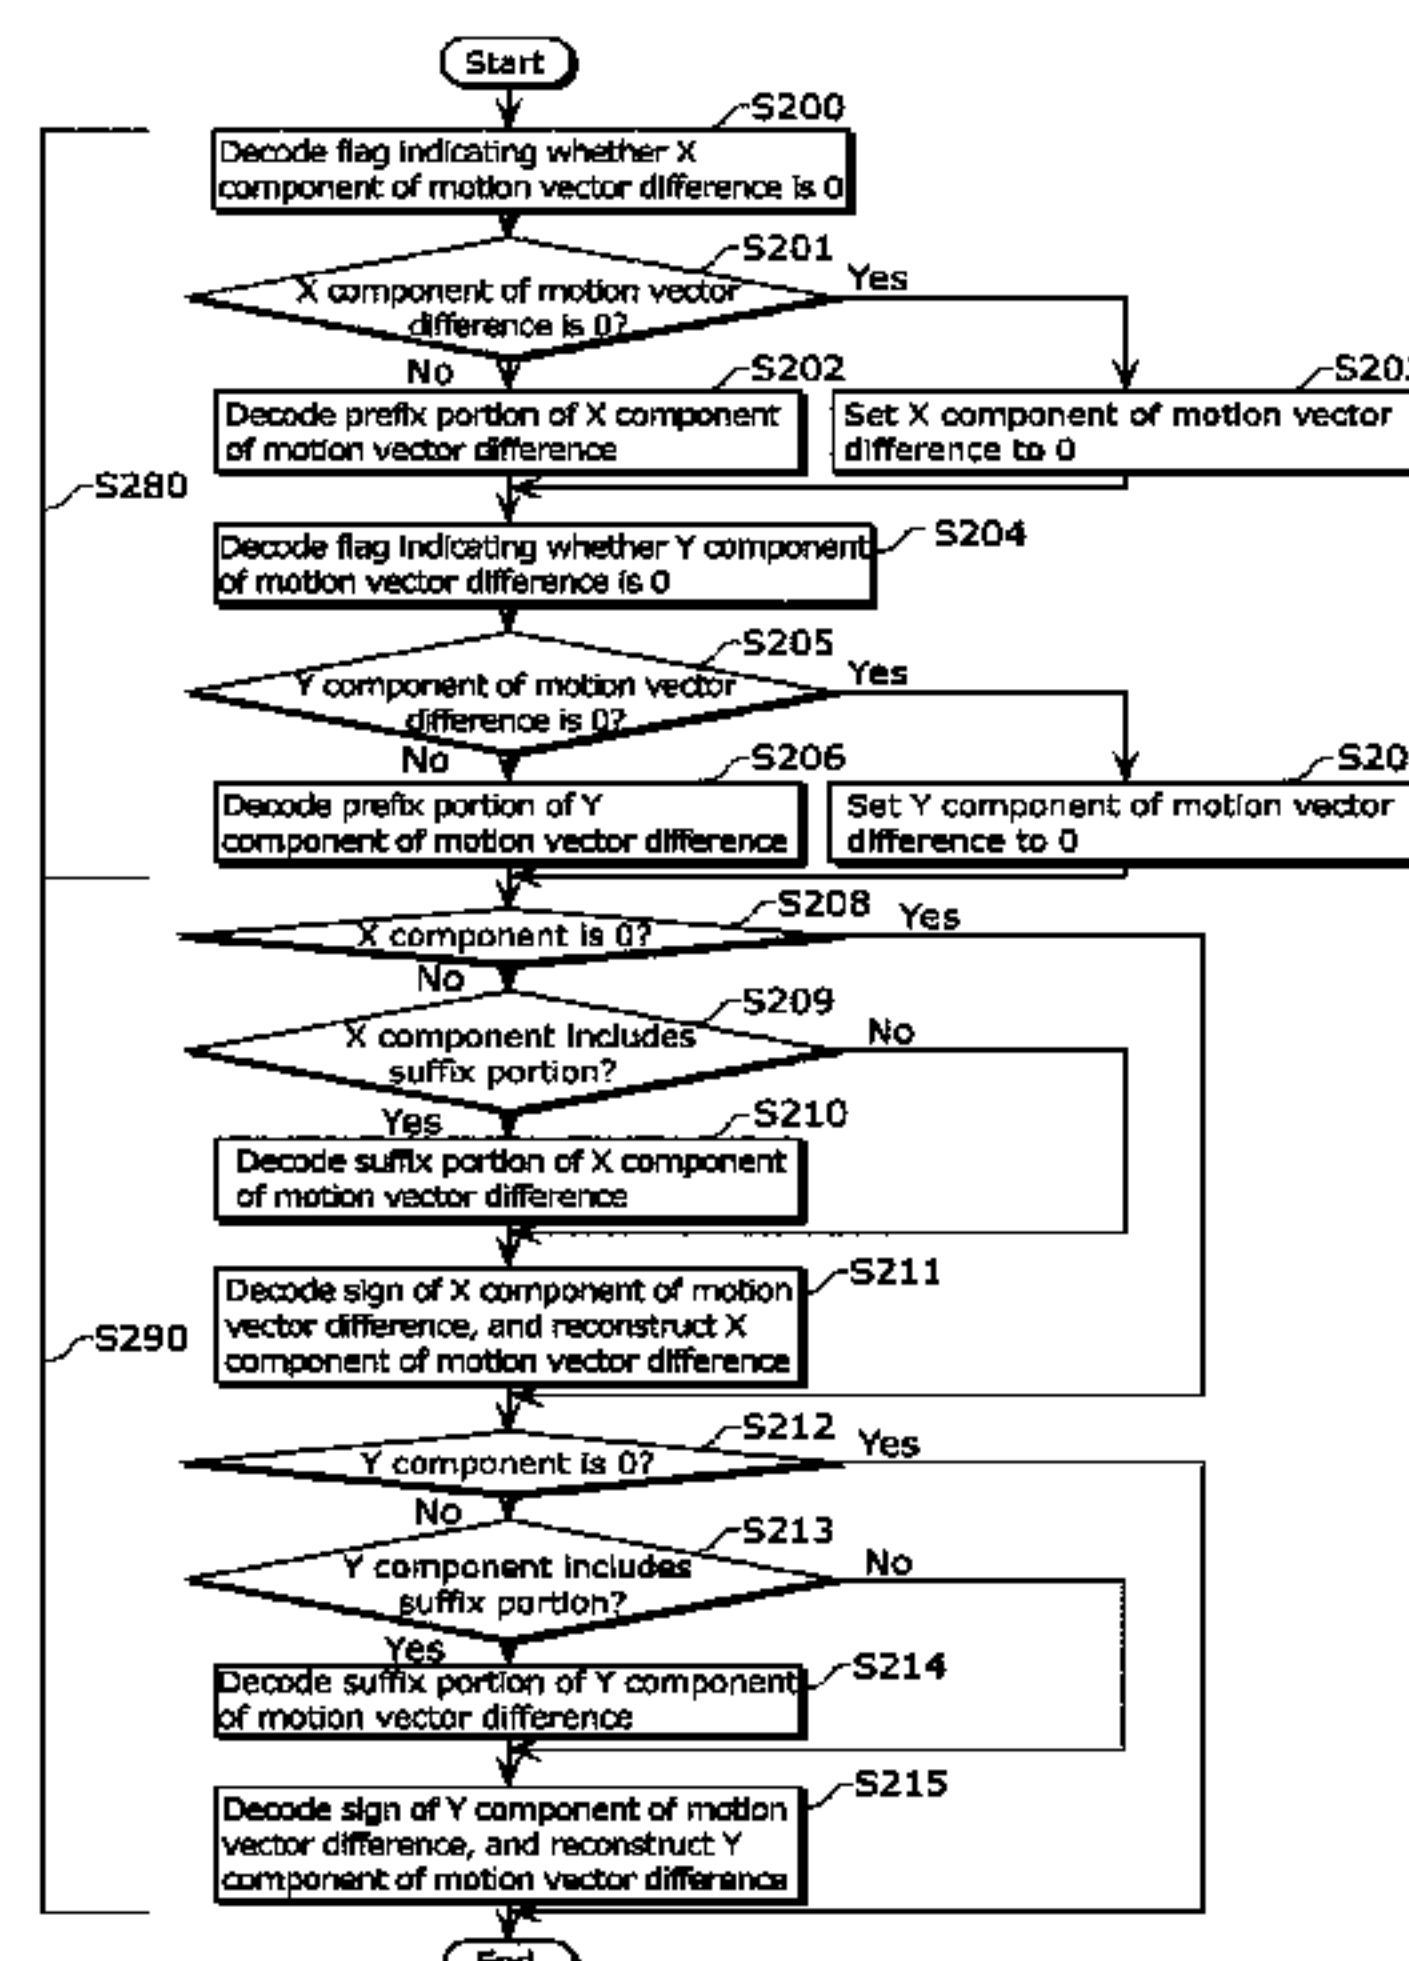 Start
S200
Decode flag indicating whether X
component of motion vector difference is 0
S201
X component of motion vector
difference is 0?
Yes
No
S202
Decode prefix portion of X component
of motion vector difference
Set X component of motion vector
difference to 0
S280
S204
Decode flag indicating whether Y component
of motion vector difference is 0
S205
Y component of motion vector
difference is 0?
Yes
No
S206
Decode prefix portion of Y
component of motion vector difference
S20
Set Y component of motion vector
difference to 0
S208
X component is 0?
Yes
No
S209
X component includes
suffix portion?
No
Yes
S210
Decode suffix portion of X component
of motion vector difference
S211
Decode sign of X component of motion
vector difference, and reconstruct X
component of motion vector difference
S290
S212
Y component is 0?
Yes
No
S213
Y component includes
suffix portion?
No
Yes
S214
Decode suffix portion of Y component
of motion vector difference
S215
Decode sign of Y component of motion
vector difference, and reconstruct Y
component of motion vector difference
End